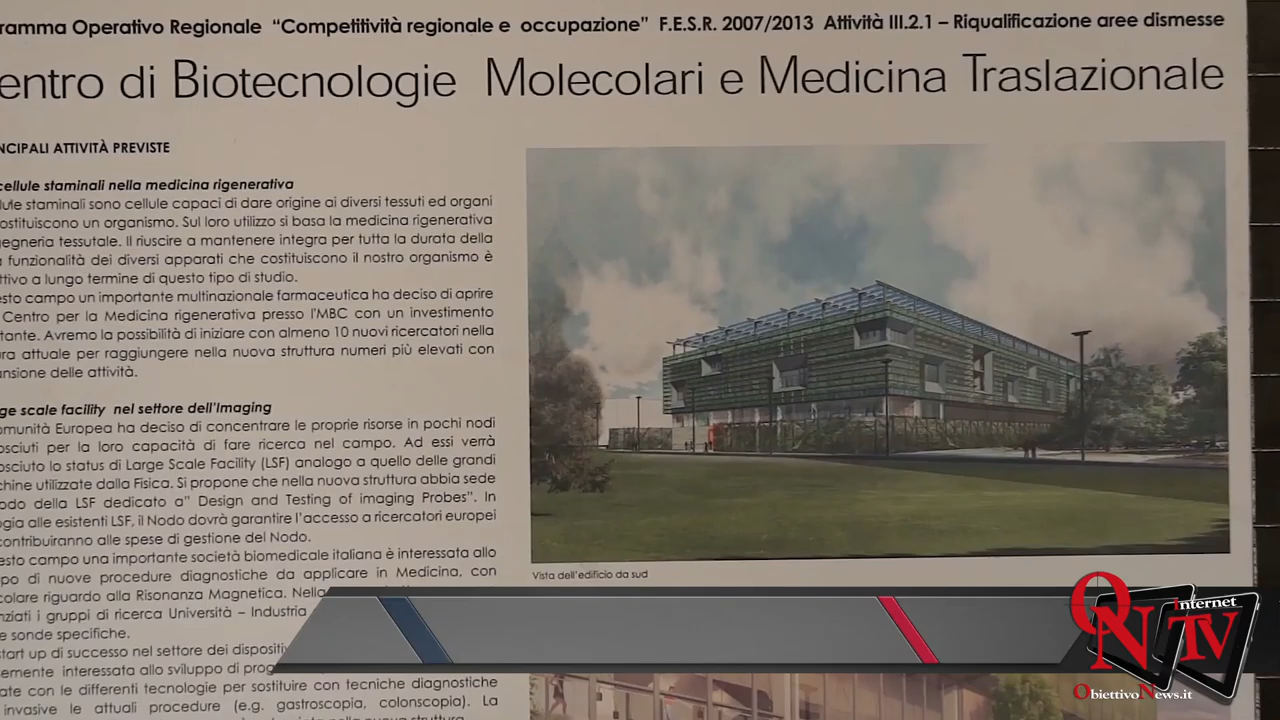 ramma Operativo Regionale “Competitività regionale e occupazione” F.E.S.R. 2007/2013 Attività III.2.1 – Riqualificazione aree dismesse
entro di Biotecnologie Molecolari e Medicina Traslazionale
NCIPALI ATTIVITÀ PREVISTE
cellule staminali nella medicina rigenerativa
lule staminali sono cellule capaci di dare origine ai diversi tessuti ed organi
ostituiscono un organismo. Sul loro utilizzo si basa la medicina rigenerativa
gegneria tessutale. Il riuscire a mantenere integra per tutta la durata della
a funzionalità dei diversi apparati che costituiscono il nostro organismo è
ttivo a lungo termine di questo tipo di studio.
esto campo un importante multinazionale farmaceutica ha deciso di aprire
Centro per la Medicina rigenerativa presso l'MBC con un investimento
tante. Avremo la possibilità di iniziare con almeno 10 nuovi ricercatori nella
ura attuale per raggiungere nella nuova struttura numeri più elevati con
ansione delle attività.
ge scale facility nel settore dell’Imaging
omunità Europea ha deciso di concentrare le proprie risorse in pochi nodi
osciuti per la loro capacità di fare ricerca nel campo. Ad essi verrà
osciuto lo status di Large Scale Facility (LSF) analogo a quello delle grandi
chine utilizzate dalla Fisica. Si propone che nella nuova struttura abbia sede
odo della LSF dedicato a” Design and Testing of imaging Probes”. In
ogia alle esistenti LSF, il Nodo dovrà garantire l’accesso a ricercatori europei
contribuiranno alle spese di gestione del Nodo.
esto campo una importante società biomedicale italiana è interessata allo
ppo di nuove procedure diagnostiche da applicare in Medicina, con
colare riguardo alla Risonanza Magnetica. Nella
nziati i gruppi di ricerca Università – Industria
e sonde specifiche.
start up di successo nel settore dei dispositiv
emente interessata allo sviluppo di prog
ate con le differenti tecnologie per sostituire con tecniche diagnostiche
invasive le attuali procedure (e.g. gastroscopia, colonscopia). La
Vista dell’edificio da sud
ON
internet
TV
ObiettivoNews.it